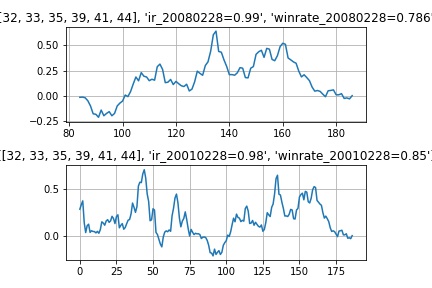 [32, 33, 35, 39, 41, 44], 'ir_20080228=0.99', 'winrate_20080228=0.786'
0.50
0.25
0.00
−0.25
80 100 120 140 160 180
[[32, 33, 35, 39, 41, 44], 'ir_20010228=0.98', 'winrate_20010228=0.85']
0.5
0.0
0 25 50 75 100 125 150 175